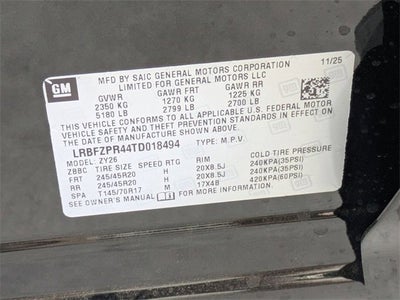 GM
MFD BY SAIC GENERAL MOTORS CORPORATION 11/25
LIMITED FOR GENERAL MOTORS LLC
GVWR GAWR FRT GAWR RR
2350 KG 1270 KG 1225 KG
5180 LB 2799 LB 2700 LB
THIS VEHICLE CONFORMS TO ALL APPLICABLE U.S. FEDERAL MOTOR
VEHICLE SAFETY AND THEFT PREVENTION STANDARDS IN EFFECT
ON THE DATE OF MANUFACTURE SHOWN ABOVE.
LRBFZPR44TD018494 TYPE: M.P.V.
ZBBC ZY26
TIRE SIZE SPEED RTG RIM COLD TIRE PRESSURE
FRT 245/45R20 20X8.5J 240KPA(35PSI)
RR 245/45R20 20X8.5J 240KPA(35PSI)
SPA T145/70R17 M 17X4B 420KPA(60PSI)
SEE OWNER'S MANUAL FOR MORE INFORMATION.